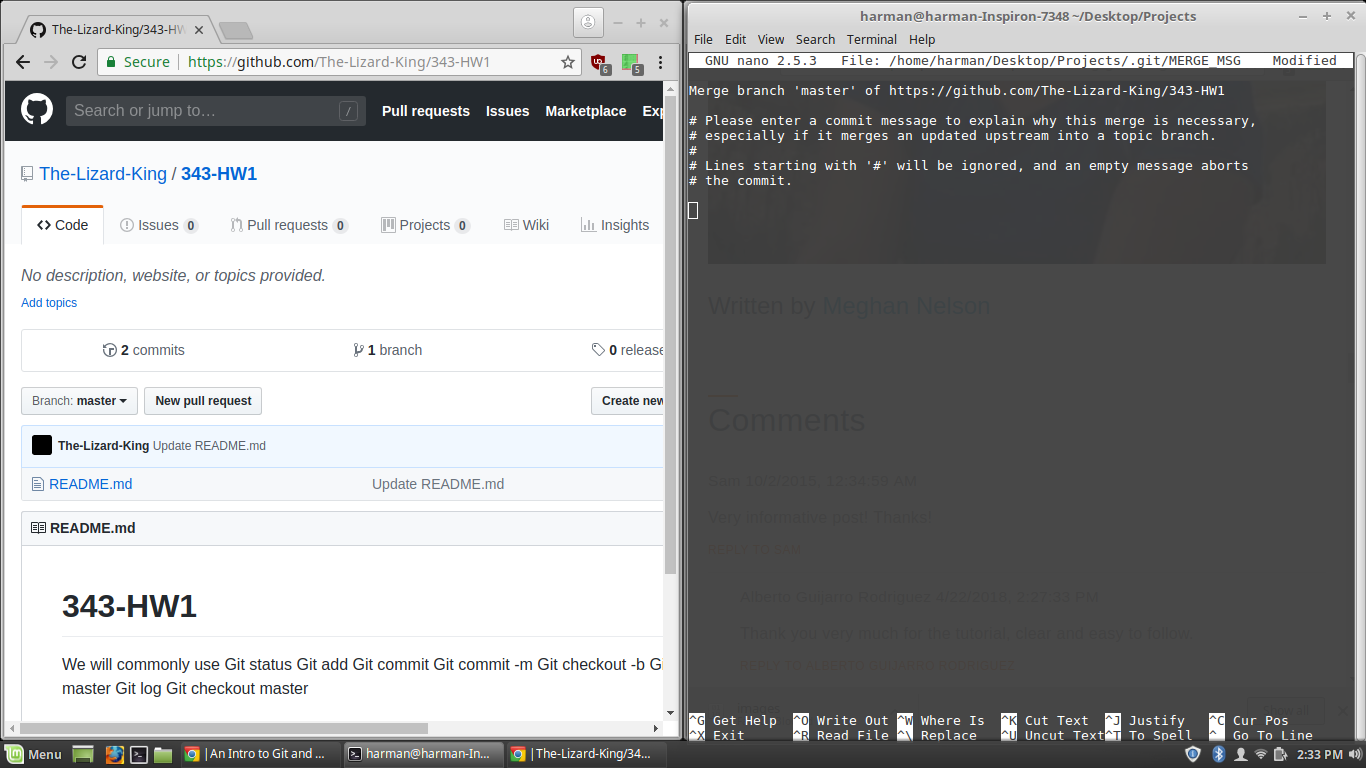 The-Lizard-King/343-HW
Secure https://github.com/The-Lizard-King/343-HW1
6
5
Search or jump to…
/
Pull requests Issues Marketplace Exp
The-Lizard-King / 343-HW1
Code Issues 0 Pull requests 0 Projects 0 Wiki Insights
No description, website, or topics provided.
Add topics
2 commits 1 branch 0 release
Branch: master New pull request Create new
The-Lizard-King Update README.md
README.md Update README.md
README.md
343-HW1
We will commonly use Git status Git add Git commit Git commit -m Git checkout -b Gi
master Git log Git checkout master
harman@harman-Inspiron-7348 ~/Desktop/Projects
File Edit View Search Terminal Help
GNU nano 2.5.3 File: /home/harman/Desktop/Projects/.git/MERGE_MSG Modified
Merge branch 'master' of https://github.com/The-Lizard-King/343-HW1
# Please enter a commit message to explain why this merge is necessary,
# especially if it merges an updated upstream into a topic branch.
#
# Lines starting with '#' will be ignored, and an empty message aborts
# the commit.
Written by Meghan Nelson
Comments
Sam 10/2/2015, 12:34:59 AM
Very informative post! Thanks!
REPLY TO SAM
Rodriguez 4/22/2016, 2:27:33 PM
Thank you very much for the tutorial, clear and easy to follow.
REPLY TO ALBERTO RODRIGUEZ
Show all
^G Get Help ^O Write Out ^W Where Is ^K Cut Text ^J Justify ^C Cur Pos
^X Exit ^R Read File ^\ Replace ^U Uncut Text ^T To Spell ^_ Go To Line
Menu
|An Intro to Git and ...
harman@harman-In...
|The-Lizard-King/34...
2:33 PM